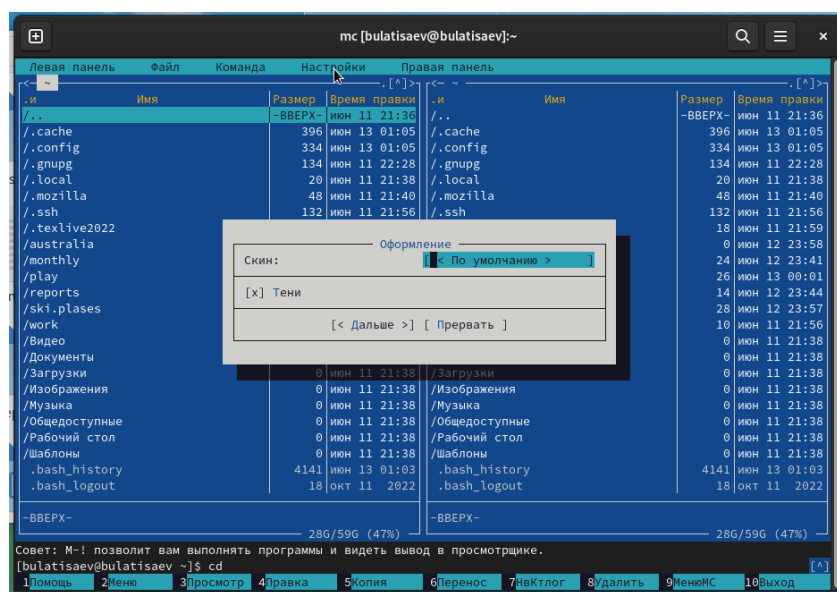 mc [bulatisaev@bulatisaev]:~
Левая панель Файл Команда Настройки Правая панель
<— ~ .[^]> <— ~ .[^]>
.и Имя Размер Время правки .и Имя Размер Время правки
/.. -ВВЕРХ- июн 11 21:36 /.. -ВВЕРХ- июн 11 21:36
/.cache 396 июн 13 01:05 /.cache 396 июн 13 01:05
/.config 334 июн 13 01:05 /.config 334 июн 13 01:05
/.gnupg 134 июн 11 22:28 /.gnupg 134 июн 11 22:28
/.local 20 июн 11 21:38 /.local 20 июн 11 21:38
/.mozilla 48 июн 11 21:40 /.mozilla 48 июн 11 21:40
/.ssh 132 июн 11 21:56 /.ssh 132 июн 11 21:56
/.texlive2022 18 июн 11 21:59
/australia 0 июн 12 23:58
/monthly 24 июн 12 23:41
/play 26 июн 13 00:01
/reports 14 июн 12 23:44
/ski.plases 28 июн 12 23:57
/work 10 июн 11 21:56
/Видео 0 июн 11 21:38
/Документы 0 июн 11 21:38
/Загрузки 0 июн 11 21:38 /Загрузки 0 июн 11 21:38
/Изображения 0 июн 11 21:38 /Изображения 0 июн 11 21:38
/Музыка 0 июн 11 21:38 /Музыка 0 июн 11 21:38
/Общедоступные 0 июн 11 21:38 /Общедоступные 0 июн 11 21:38
/Рабочий стол 0 июн 11 21:38 /Рабочий стол 0 июн 11 21:38
/Шаблоны 0 июн 11 21:38 /Шаблоны 0 июн 11 21:38
.bash_history 4141 июн 13 01:03 .bash_history 4141 июн 13 01:03
.bash_logout 18 окт 11 2022 .bash_logout 18 окт 11 2022
Оформление
Скин: [ < По умолчанию > ]
[x] Тени
[< Дальше >] [ Прервать ]
-ВВЕРХ- -ВВЕРХ-
28G/59G (47%) 28G/59G (47%)
Совет: M-! позволит вам выполнять программы и видеть вывод в просмотрщике.
[bulatisaev@bulatisaev ~]$ cd [^]
1Помощь 2Меню 3Просмотр 4Правка 5Копия 6Перенос 7НвКтлог 8Удалить 9МенюMC 10Выход